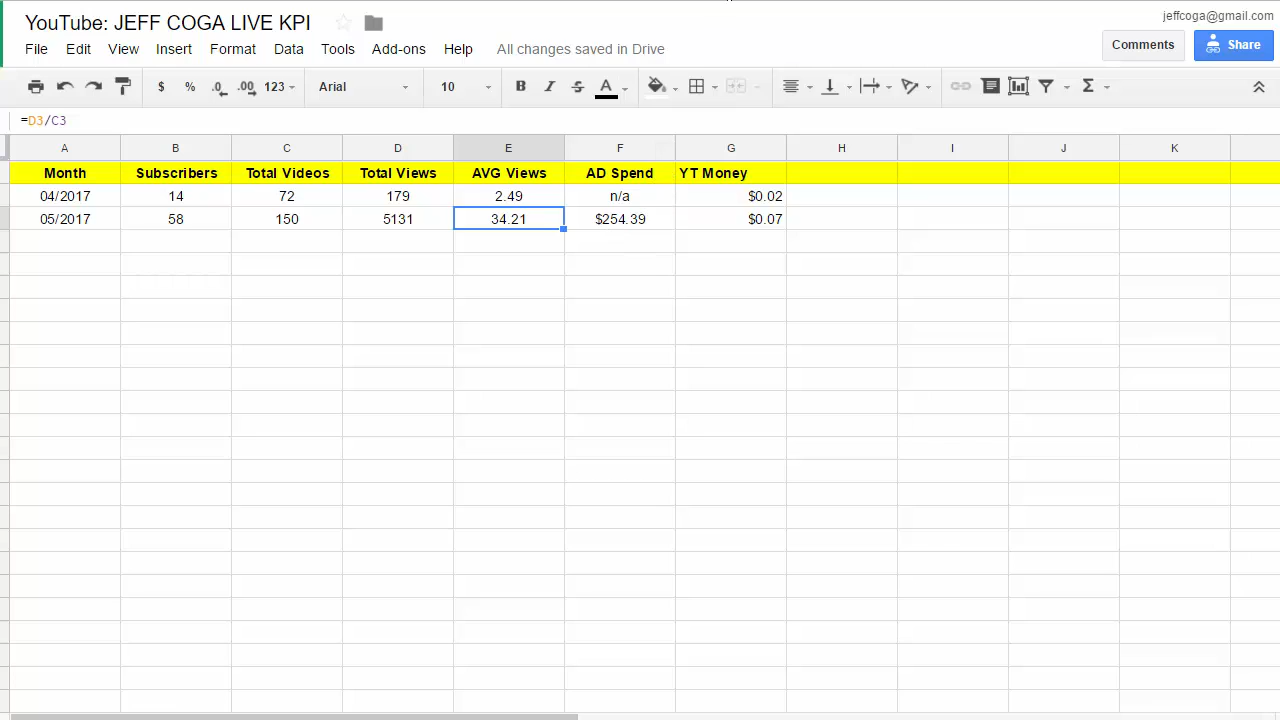 YouTube: JEFF COGA LIVE KPI
jeffcoga@gmail.com
File Edit View Insert Format Data Tools Add-ons Help All changes saved in Drive
Comments Share
$ % .0 .00 123 Arial 10 B I S A Σ
=D3/C3
A B C D E F G H I J K
Month Subscribers Total Videos Total Views AVG Views AD Spend YT Money
04/2017 14 72 179 2.49 n/a $0.02
05/2017 58 150 5131 34.21 $254.39 $0.07